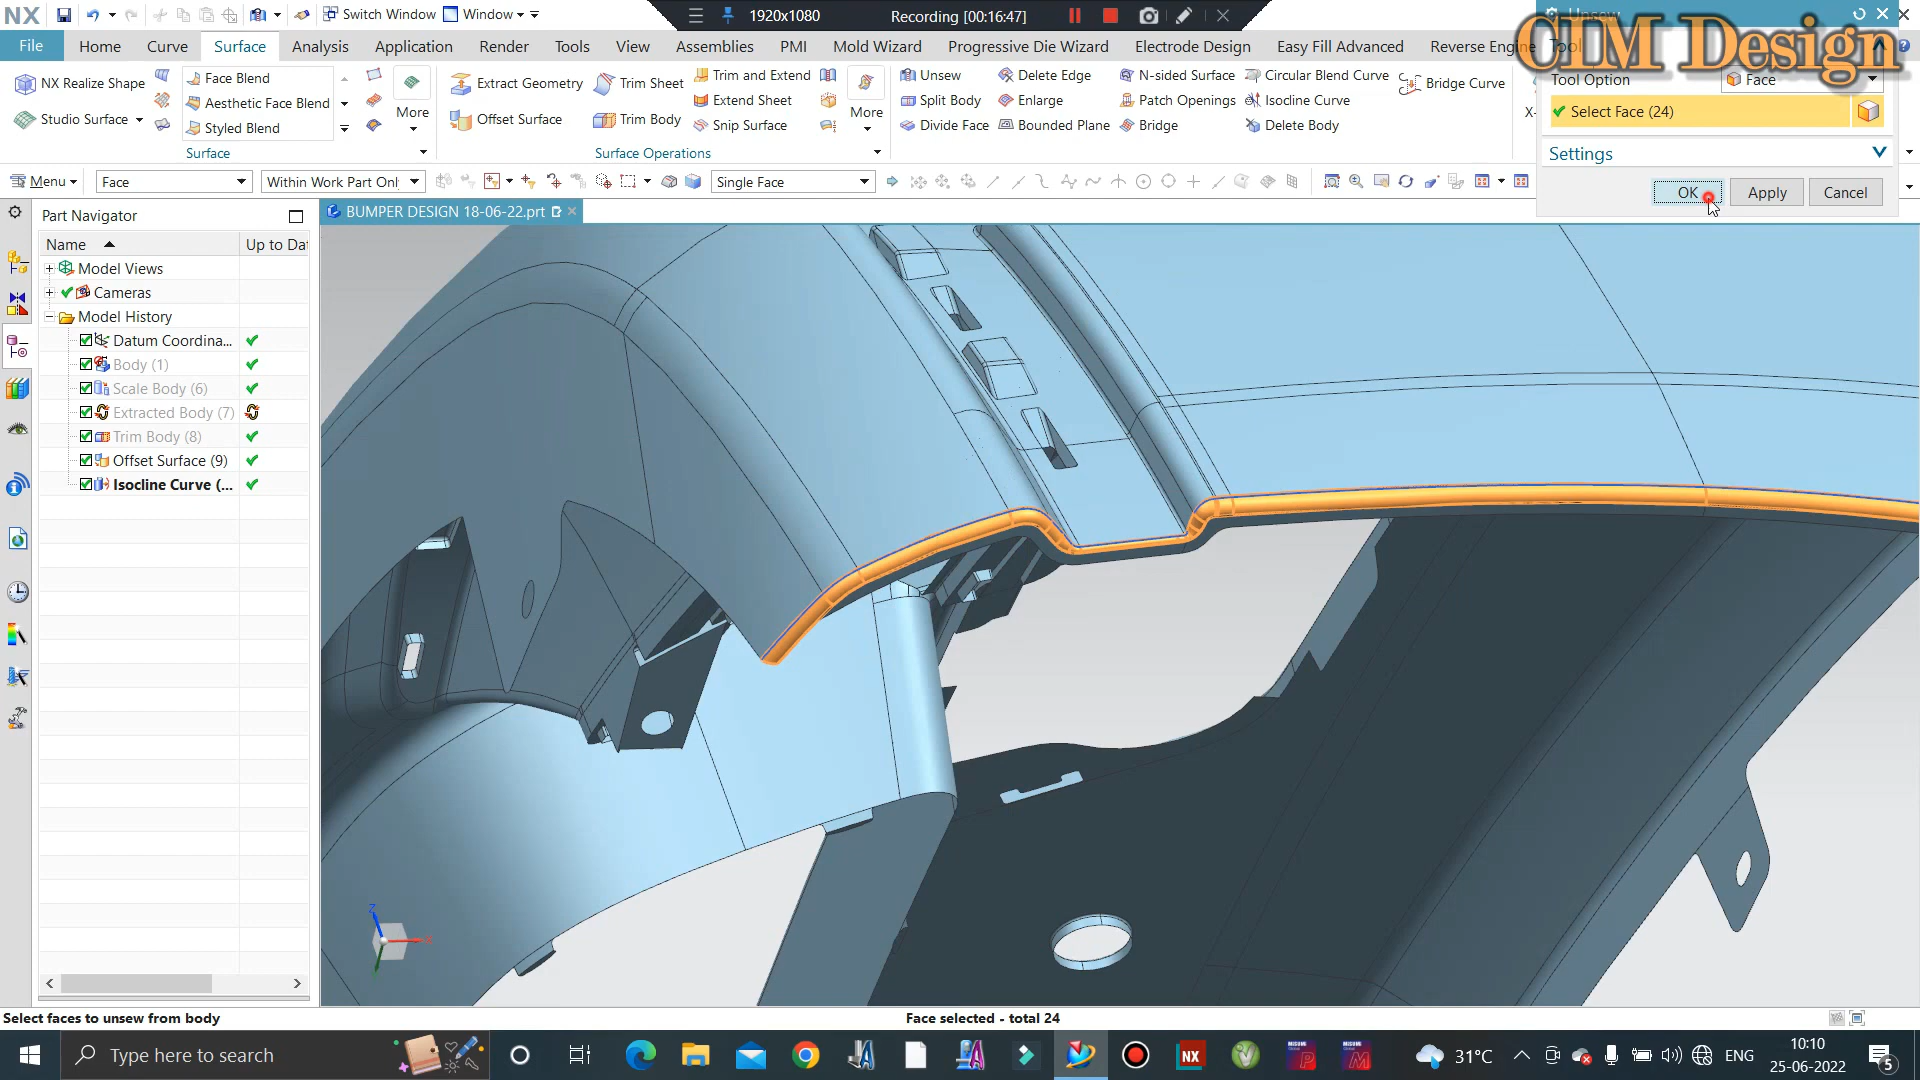 NX
Switch Window
Window
1920x1080
Recording [00:16:47]
Unsew
CIM Design
File
Home
Curve
Surface
Analysis
Application
Render
Tools
View
Assemblies
PMI
Mold Wizard
Progressive Die Wizard
Electrode Design
Easy Fill Advanced
Reverse Engin
Tool
NX Realize Shape
Studio Surface
Face Blend
Aesthetic Face Blend
Styled Blend
More
Surface
Extract Geometry
Offset Surface
Trim Sheet
Trim Body
Trim and Extend
Extend Sheet
Snip Surface
More
Surface Operations
Unsew
Split Body
Divide Face
Delete Edge
Enlarge
Bounded Plane
N-sided Surface
Patch Openings
Bridge
Circular Blend Curve
Isocline Curve
Delete Body
Bridge Curve
X-
Tool Option
Face
Select Face (24)
Settings
OK
Apply
Cancel
Menu
Face
Within Work Part Onl
Single Face
Part Navigator
BUMPER DESIGN 18-06-22.prt
Name
Up to Dat
Model Views
Cameras
Model History
Datum Coordina...
Body (1)
Scale Body (6)
Extracted Body (7)
Trim Body (8)
Offset Surface (9)
Isocline Curve (...
Z
X
Select faces to unsew from body
Face selected - total 24
Type here to search
NX
MISUMI
P
MISUMI
M
31°C
ENG
10:10
25-06-2022
5